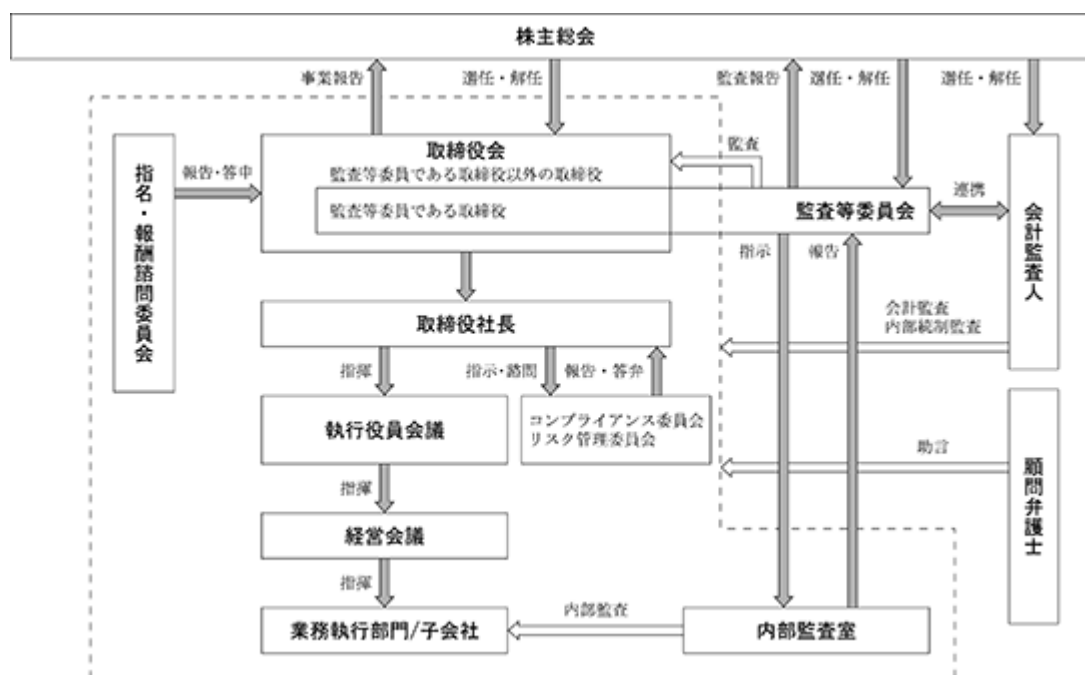 株主総会
事業報告
選任・解任
監査報告
選任・解任
選任・解任
指名・報酬諮問委員会
報告・答申
取締役会
監査等委員である取締役以外の取締役
監査等委員である取締役
監査
監査等委員会
連携
会計監査人
指示
報告
取締役社長
会計監査
内部統制監査
指揮
指示・諮問
報告・答弁
執行役員会議
コンプライアンス委員会
リスク管理委員会
助言
顧問弁護士
指揮
経営会議
指揮
内部監査
業務執行部門/子会社
内部監査室